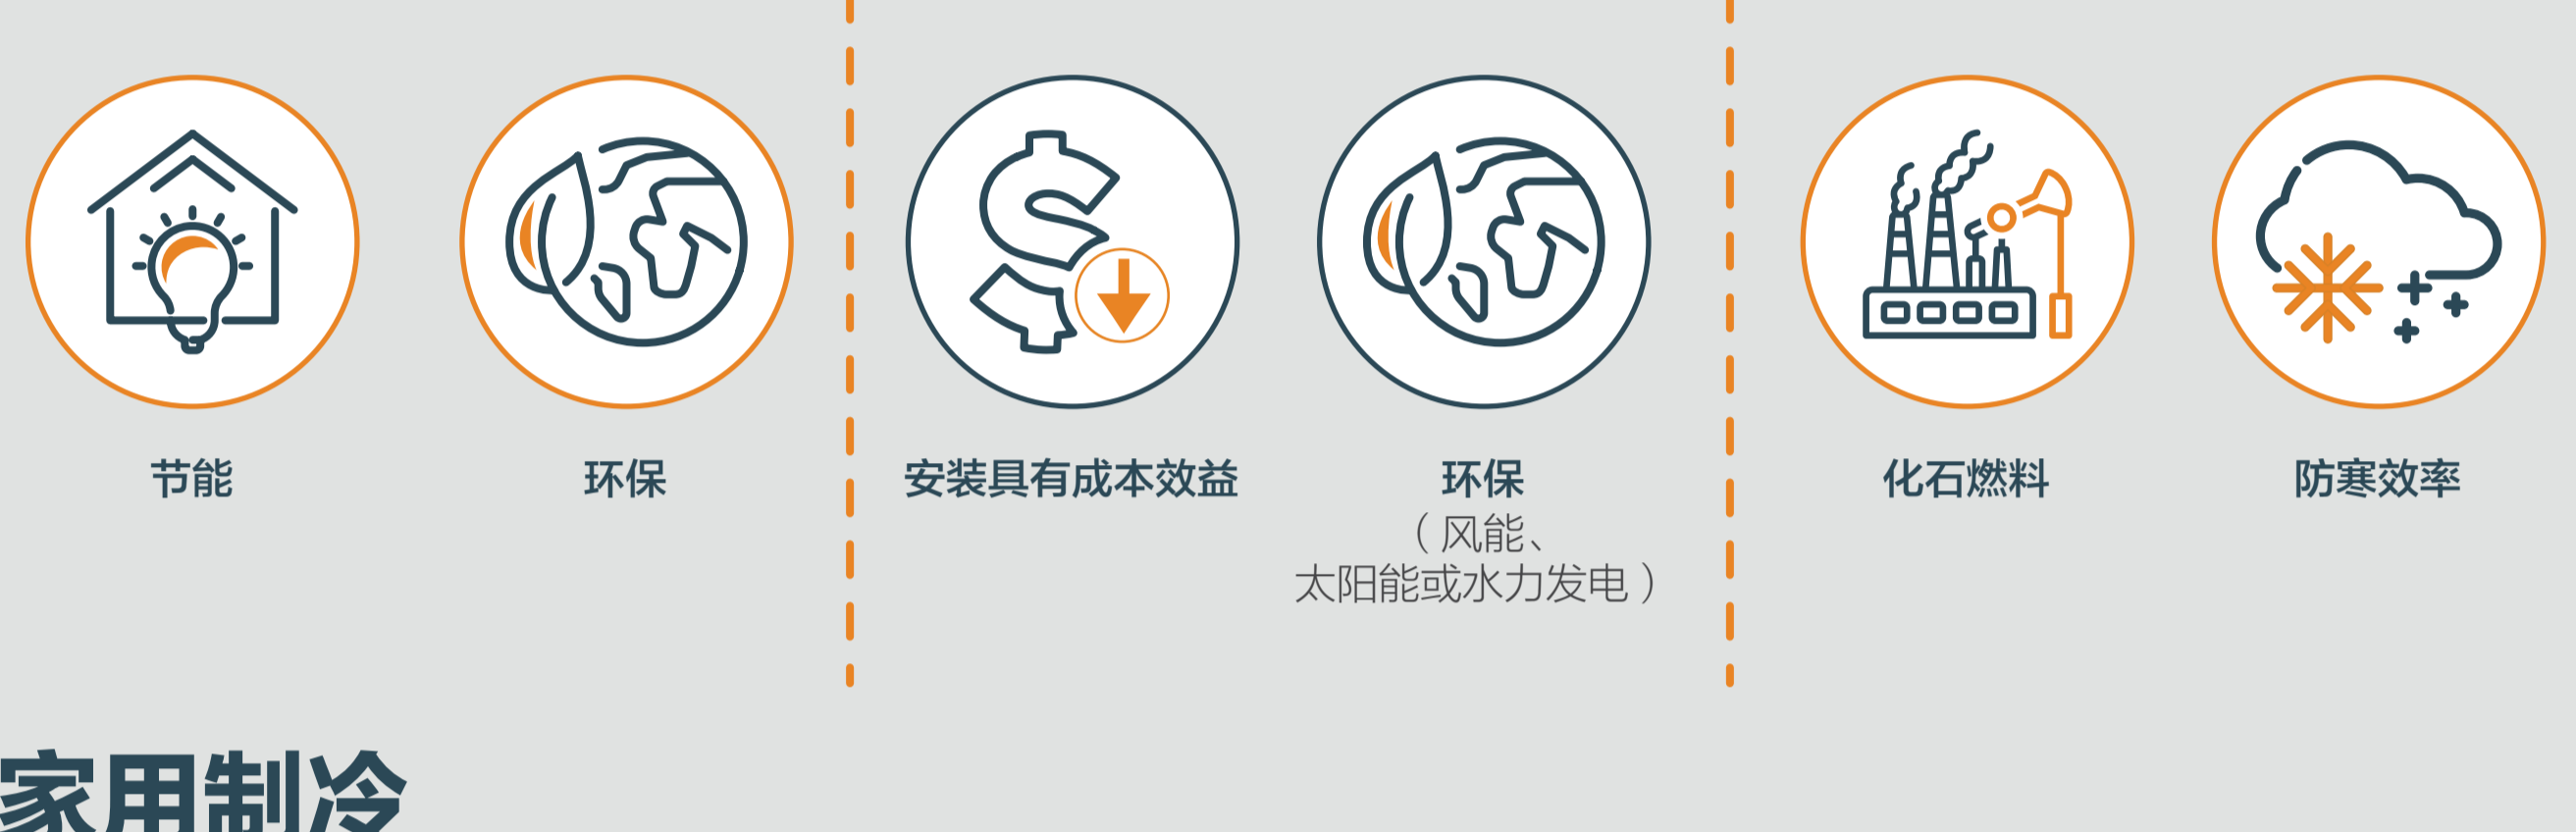 节能
环保
安装具有成本效益
环保
（风能、
太阳能或水力发电）
化石燃料
防寒效率
家用制冷